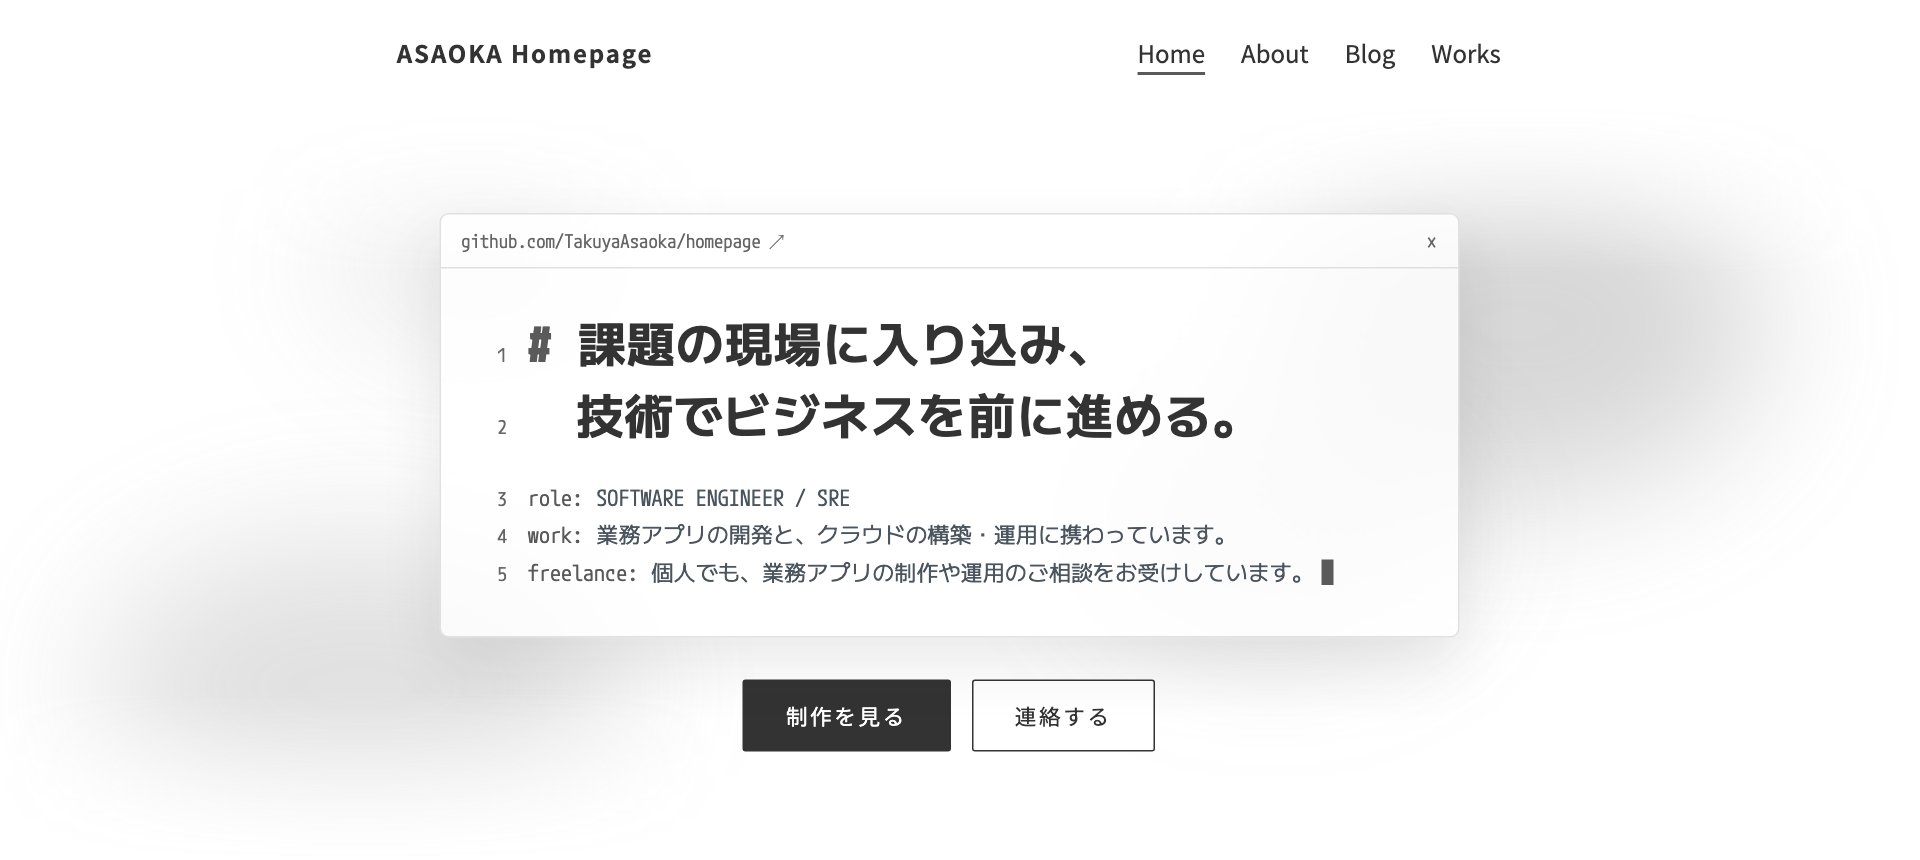 ASAOKA Homepage
Home About Blog Works
github.com/TakuyaAsaoka/homepage ↗ x
1 # 課題の現場に入り込み、
2 技術でビジネスを前に進める。
3 role: SOFTWARE ENGINEER / SRE
4 work: 業務アプリの開発と、クラウドの構築・運用に携わっています。
5 freelance: 個人でも、業務アプリの制作や運用のご相談をお受けしています。
制作を見る 連絡する